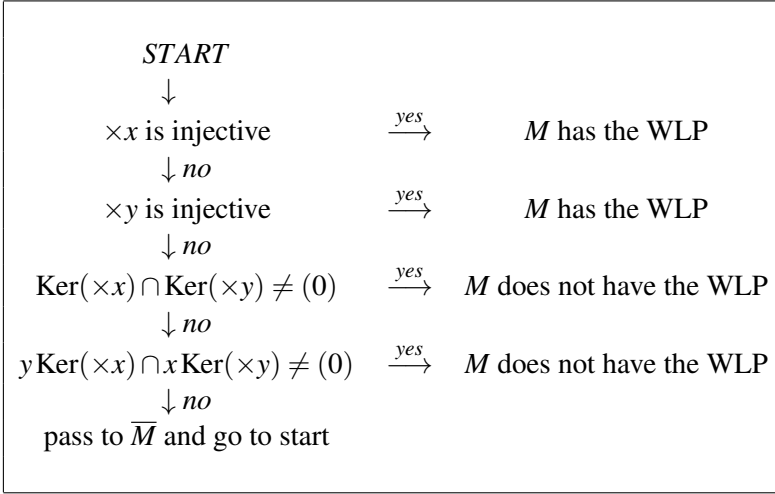 START
↓
×x is injective yes⟶ M has the WLP
↓ no
×y is injective yes⟶ M has the WLP
↓ no
Ker(×x) ∩ Ker(×y) ≠ (0) yes⟶ M does not have the WLP
↓ no
y Ker(×x) ∩ x Ker(×y) ≠ (0) yes⟶ M does not have the WLP
↓ no
pass to M̅ and go to start